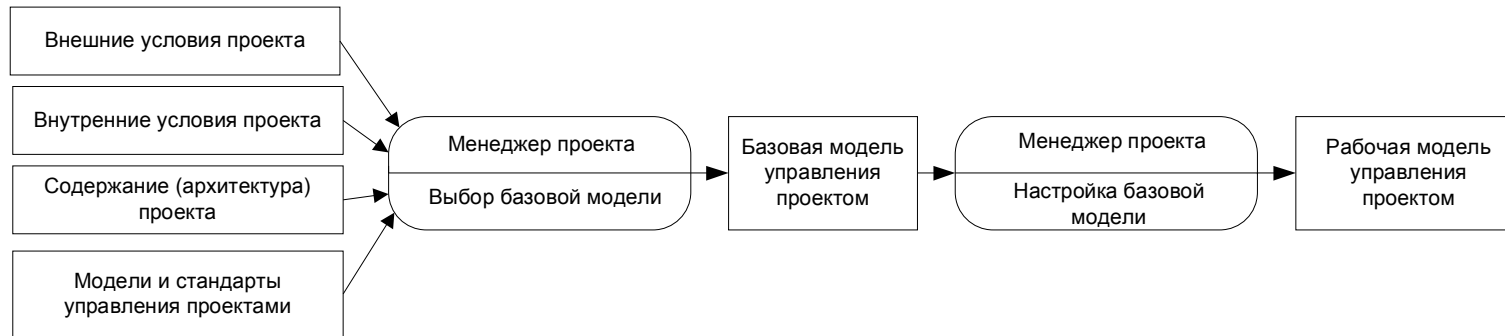 Внешние условия проекта
Внутренние условия проекта
Содержание (архитектура)
проекта
Модели и стандарты
управления проектами
Менеджер проекта
Выбор базовой модели
Базовая модель
управления
проектом
Менеджер проекта
Настройка базовой
модели
Рабочая модель
управления
проектом